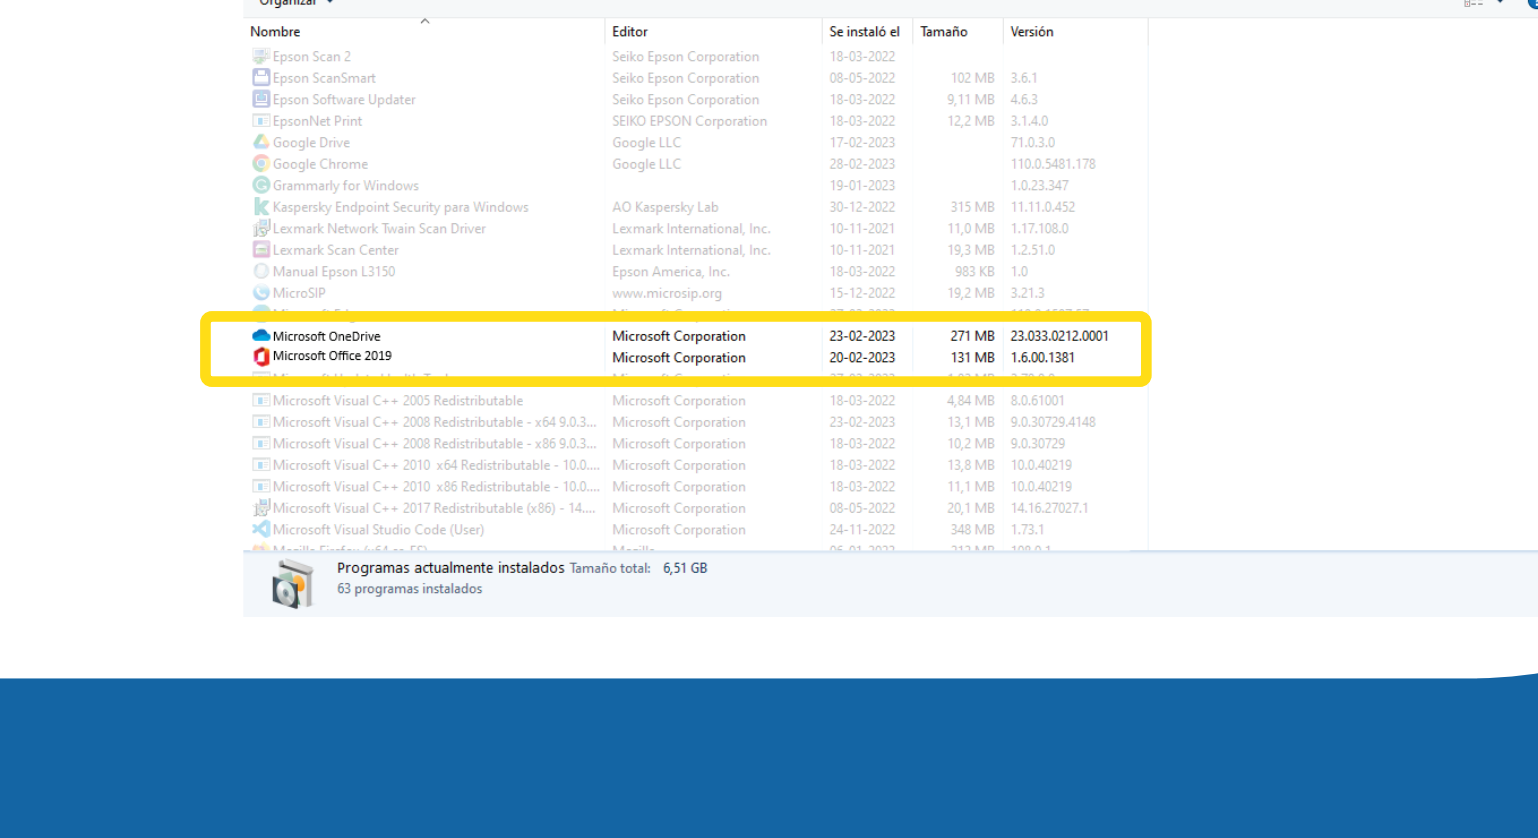 Organizar
Nombre Editor Se instaló el Tamaño Versión
Epson Scan 2 Seiko Epson Corporation 18-03-2022
Epson ScanSmart Seiko Epson Corporation 08-05-2022 102 MB 3.6.1
Epson Software Updater Seiko Epson Corporation 18-03-2022 9,11 MB 4.6.3
EpsonNet Print SEIKO EPSON Corporation 18-03-2022 12,2 MB 3.1.4.0
Google Drive Google LLC 17-02-2023 71.0.3.0
Google Chrome Google LLC 28-02-2023 110.0.5481.178
Grammarly for Windows 19-01-2023 1.0.23.347
Kaspersky Endpoint Security para Windows AO Kaspersky Lab 30-12-2022 315 MB 11.11.0.452
Lexmark Network Twain Scan Driver Lexmark International, Inc. 10-11-2021 11,0 MB 1.17.108.0
Lexmark Scan Center Lexmark International, Inc. 10-11-2021 19,3 MB 1.2.51.0
Manual Epson L3150 Epson America, Inc. 18-03-2022 983 KB 1.0
MicroSIP www.microsip.org 15-12-2022 19,2 MB 3.21.3
Microsoft OneDrive Microsoft Corporation 23-02-2023 271 MB 23.033.0212.0001
Microsoft Office 2019 Microsoft Corporation 20-02-2023 131 MB 1.6.00.1381
Microsoft Visual C++ 2005 Redistributable Microsoft Corporation 18-03-2022 4,84 MB 8.0.61001
Microsoft Visual C++ 2008 Redistributable - x64 9.0.3... Microsoft Corporation 23-02-2023 13,1 MB 9.0.30729.4148
Microsoft Visual C++ 2008 Redistributable - x86 9.0.3... Microsoft Corporation 18-03-2022 10,2 MB 9.0.30729
Microsoft Visual C++ 2010 x64 Redistributable - 10.0.... Microsoft Corporation 18-03-2022 13,8 MB 10.0.40219
Microsoft Visual C++ 2010 x86 Redistributable - 10.0... Microsoft Corporation 18-03-2022 11,1 MB 10.0.40219
Microsoft Visual C++ 2017 Redistributable (x86) - 14.... Microsoft Corporation 08-05-2022 20,1 MB 14.16.27027.1
Microsoft Visual Studio Code (User) Microsoft Corporation 24-11-2022 348 MB 1.73.1
Programas actualmente instalados Tamaño total: 6,51 GB
63 programas instalados